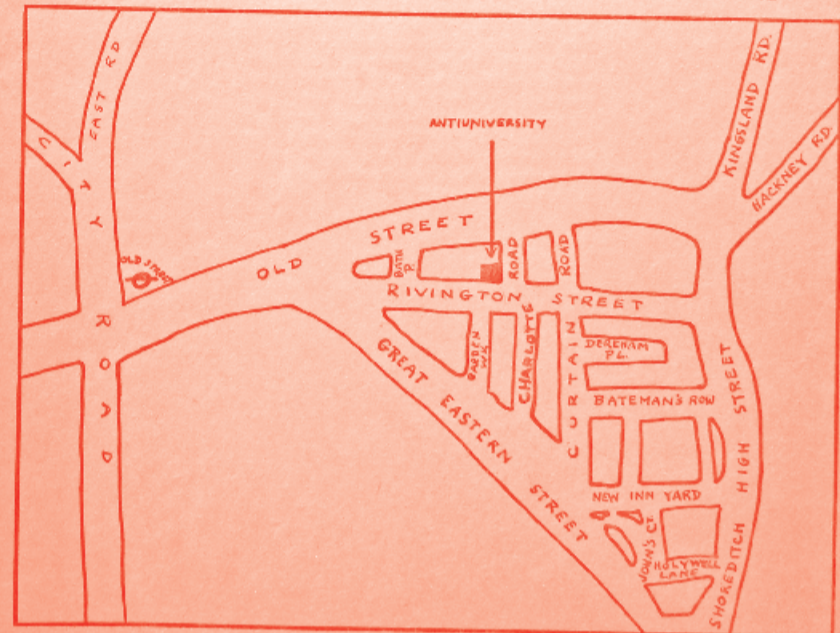 EAST RD
CITY ROAD
OLD STREET
ANTIUNIVERSITY
KINGSLAND RD.
HACKNEY RD.
OLD STREET
BATH P.
ROAD
ROAD
RIVINGTON STREET
GARDEN WK
CHARLOTTE
CURTAIN
DEREHAM
PL.
GREAT EASTERN STREET
BATEMAN'S ROW
NEW INN YARD
JOHN'S CT.
HOLYWELL
LANE
SHOREDITCH HIGH STREET